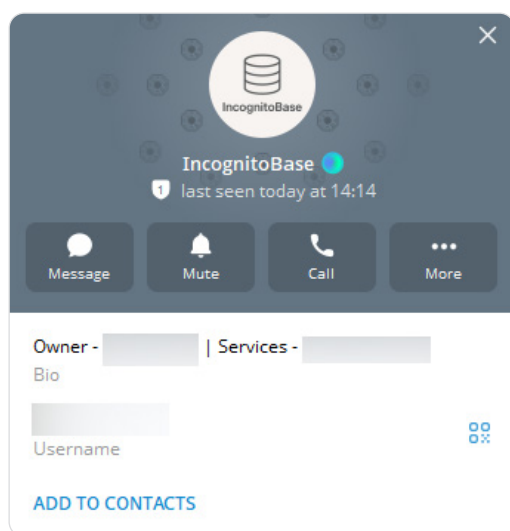 IncognitoBase
IncognitoBase
1 last seen today at 14:14
Message Mute Call More
Owner - | Services -
Bio
Username
ADD TO CONTACTS